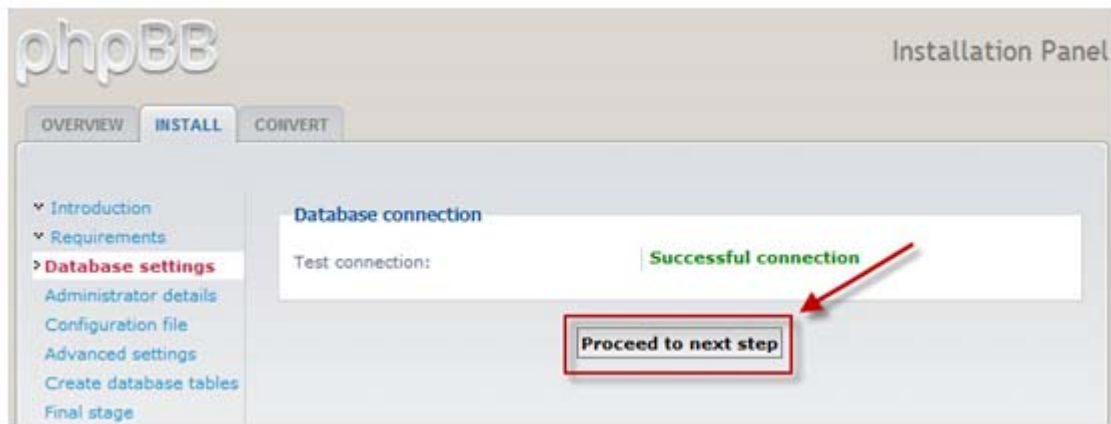 phpBB
Installation Panel
OVERVIEW
INSTALL
CONVERT
Introduction
Requirements
Database settings
Administrator details
Configuration file
Advanced settings
Create database tables
Final stage
Database connection
Test connection:
Successful connection
Proceed to next step